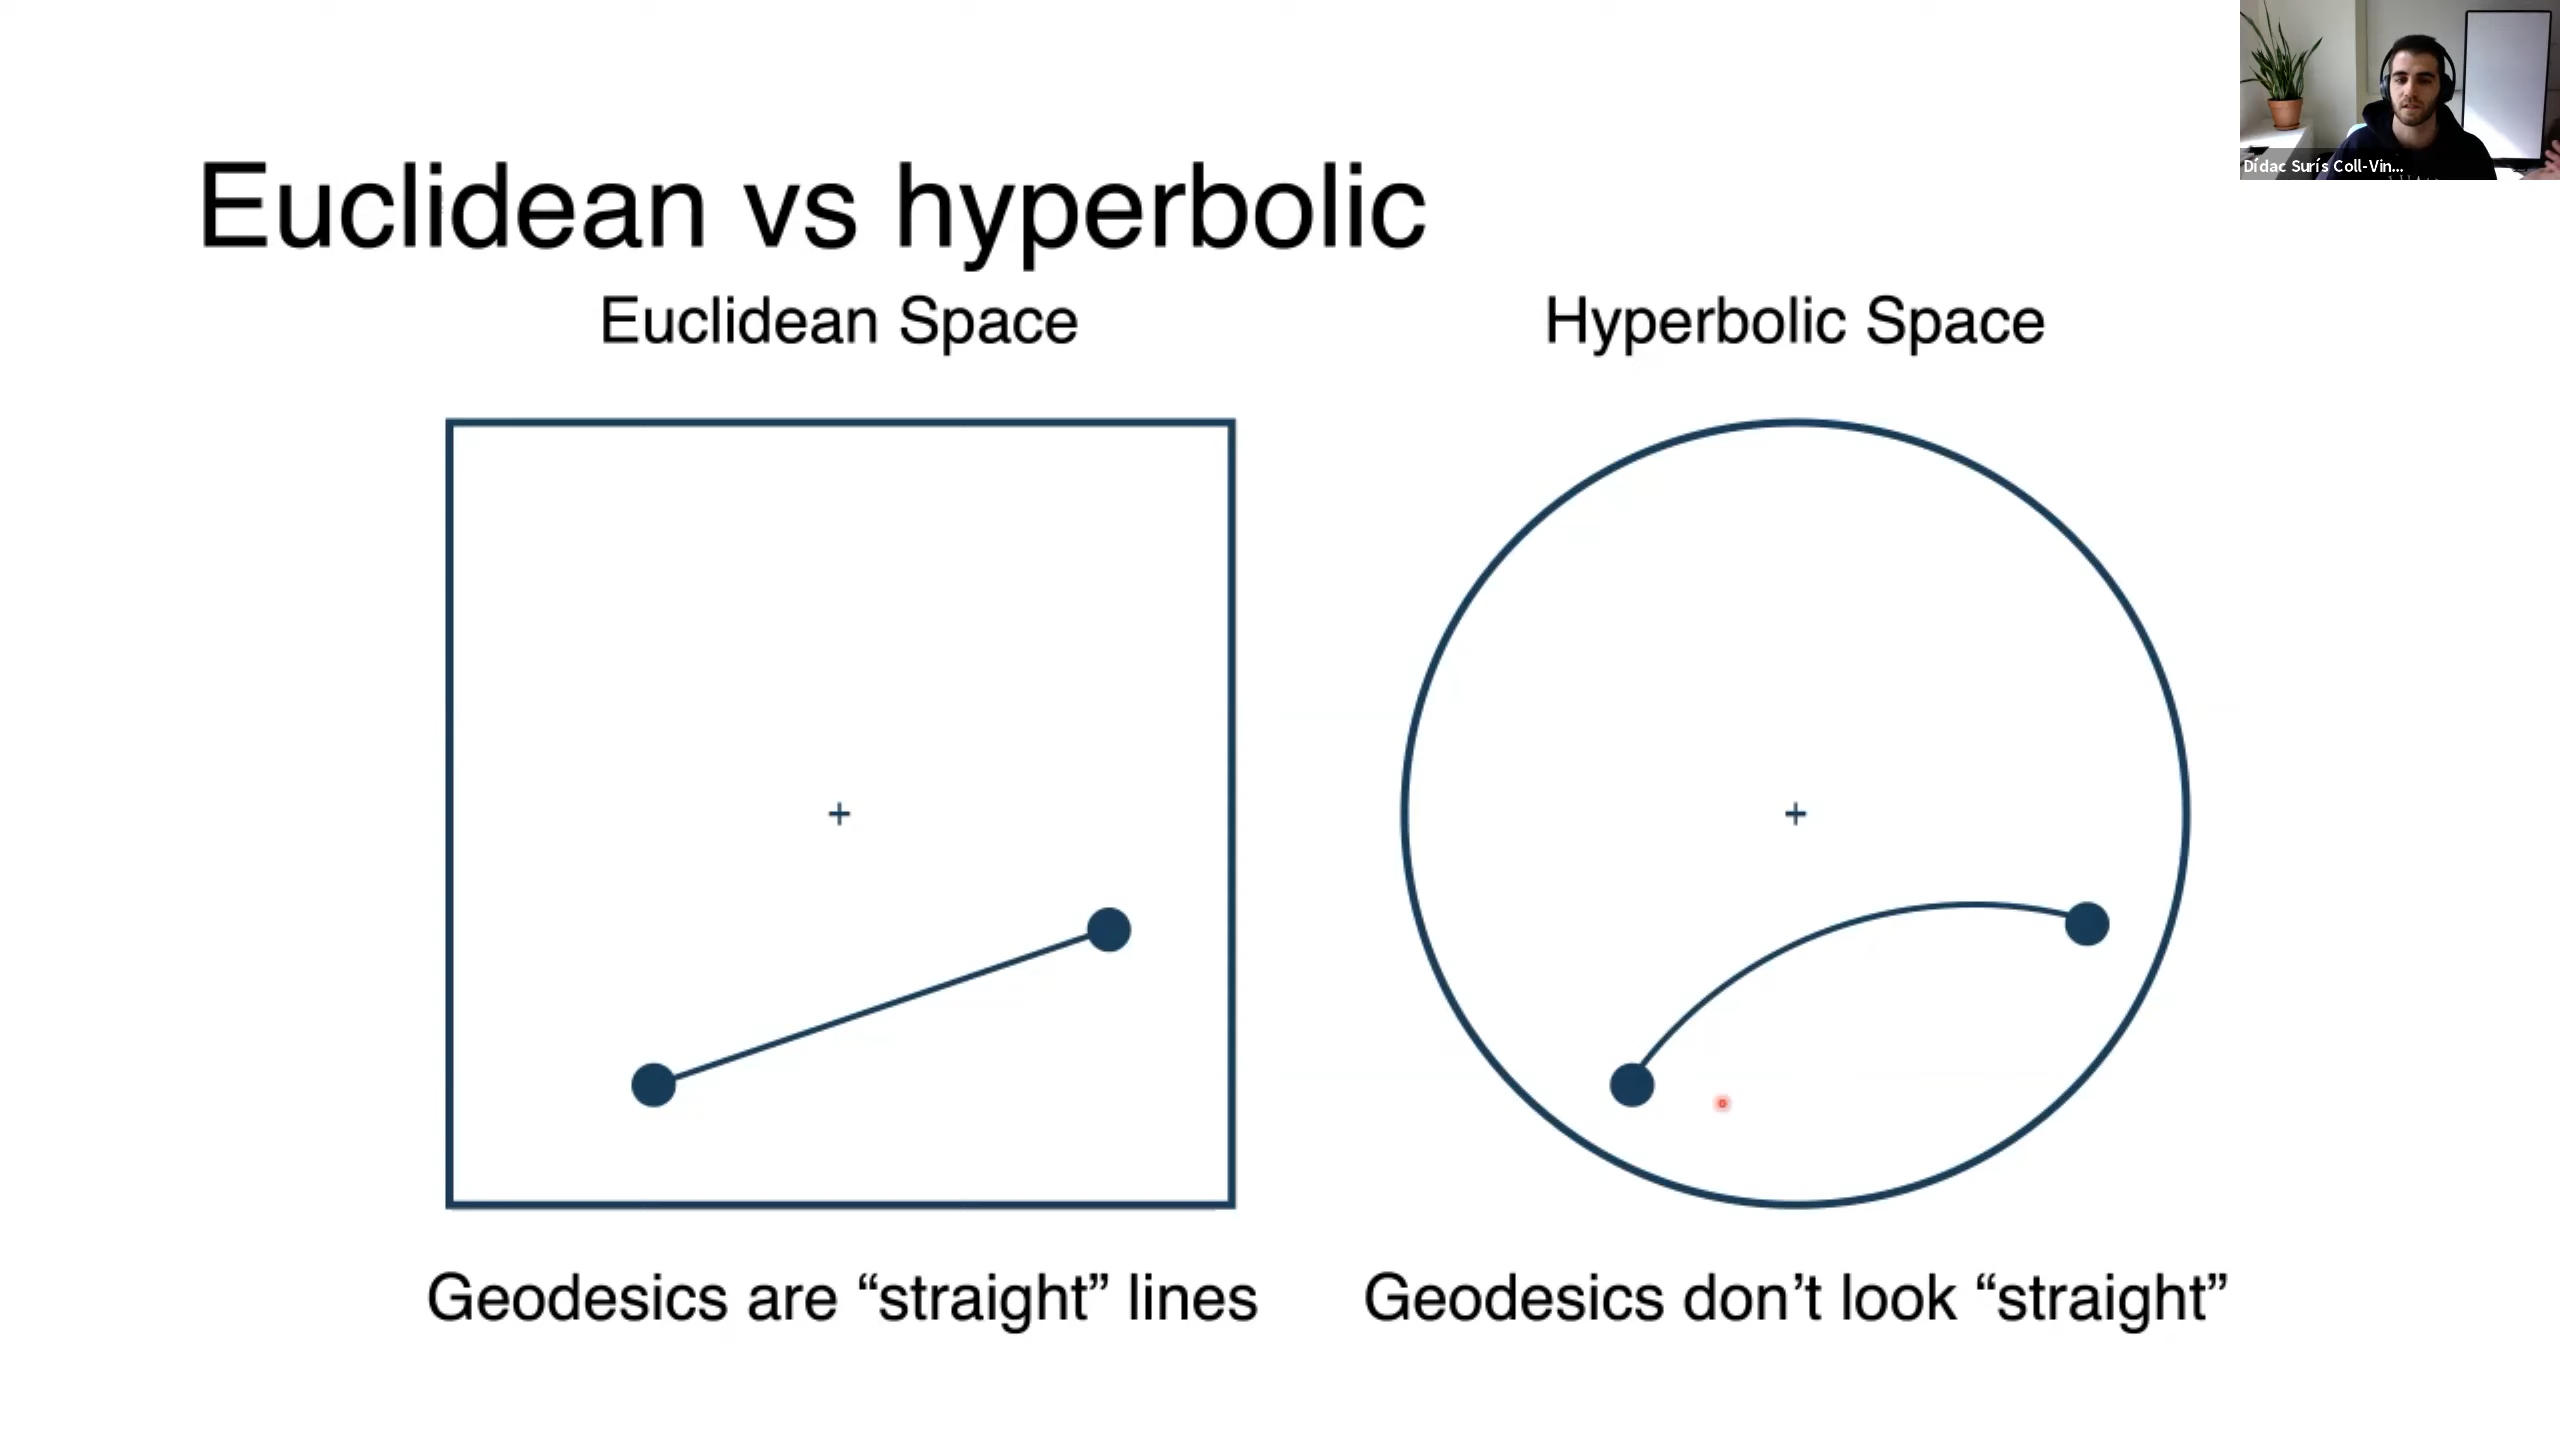 Euclidean vs hyperbolic
Euclidean Space
Hyperbolic Space
Geodesics are “straight” lines
Geodesics don’t look “straight”
Dídac Surís Coll-Vin...